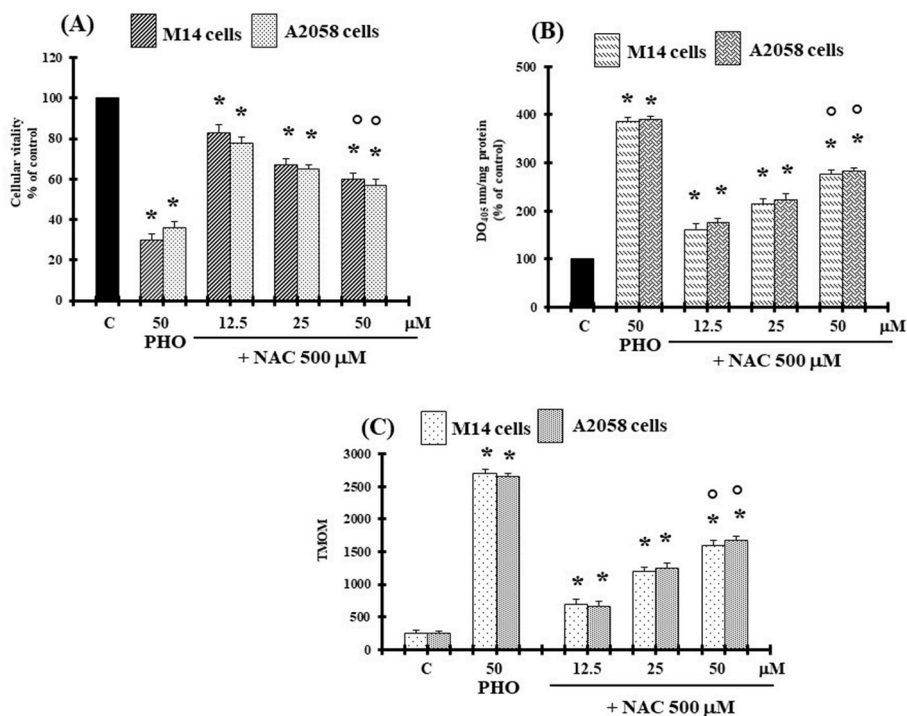 (A)
M14 cells
A2058 cells
120
100
80
60
40
20
0
Cellular vitality
% of control
* * * * * * * *
° °
C 50 12.5 25 50 µM
PHO
+ NAC 500 µM
(B)
M14 cells
A2058 cells
500
400
300
200
100
0
DO405 nm/mg protein
(% of control)
* * * * * * * *
° °
C 50 12.5 25 50 µM
PHO
+ NAC 500 µM
(C)
M14 cells
A2058 cells
3000
2500
2000
1500
1000
500
0
TMOM
* * * * * * * *
° °
C 50 12.5 25 50 µM
PHO
+ NAC 500 µM